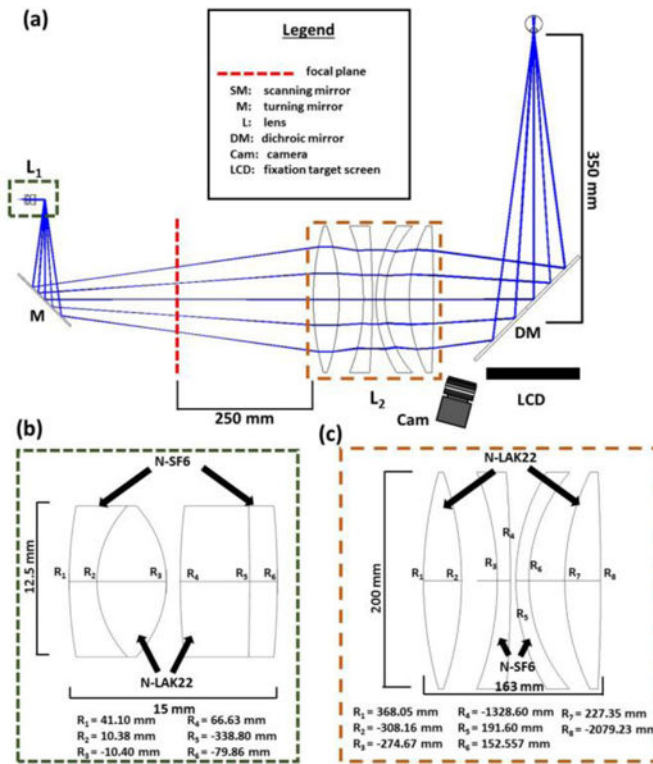 (a)
Legend
focal plane
SM: scanning mirror
M: turning mirror
L: lens
DM: dichroic mirror
Cam: camera
LCD: fixation target screen
L1
M
250 mm
L2
Cam
LCD
DM
350 mm
(b)
N-SF6
12.5 mm
R1
R2
R3
R4
R5
R6
N-LAK22
15 mm
R1 = 41.10 mm
R4 = 66.63 mm
R2 = 10.38 mm
R5 = -338.80 mm
R3 = -10.40 mm
R6 = -79.86 mm
(c)
N-LAK22
200 mm
R1
R2
R3
R4
R5
R6
R7
R8
N-SF6
163 mm
R1 = 368.05 mm
R4 = -1328.60 mm
R7 = 227.35 mm
R2 = -308.16 mm
R5 = 191.60 mm
R8 = -2079.23 mm
R3 = -274.67 mm
R6 = 152.557 mm